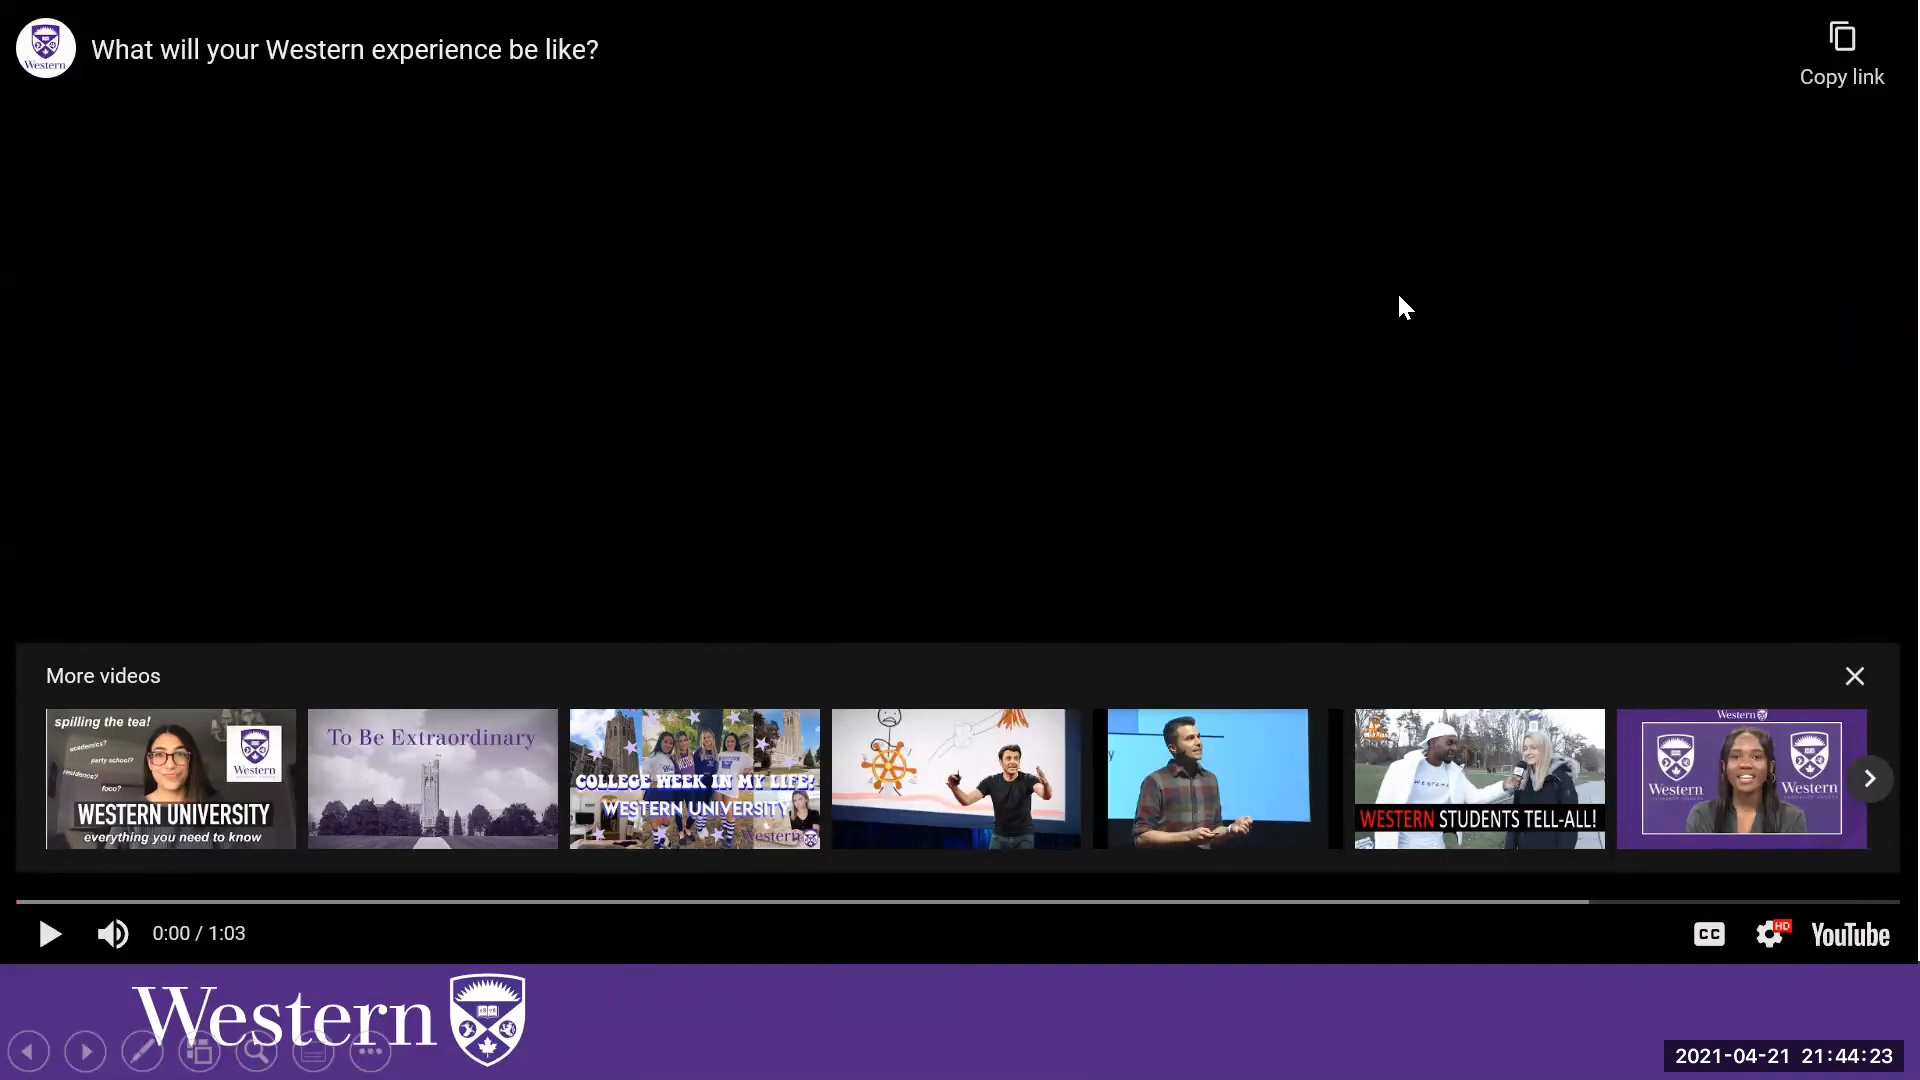 Western
What will your Western experience be like?
Copy link
More videos
spilling the tea!
academics?
party school?
residence?
foco?
Western
WESTERN UNIVERSITY
everything you need to know
To Be Extraordinary
COLLEGE WEEK IN MY LIFE!
WESTERN UNIVERSITY
Western
y
WESTERN STUDENTS TELL-ALL!
Western
Western
Western
0:00 / 1:03
CC
HD
YouTube
Western
2021-04-21 21:44:23